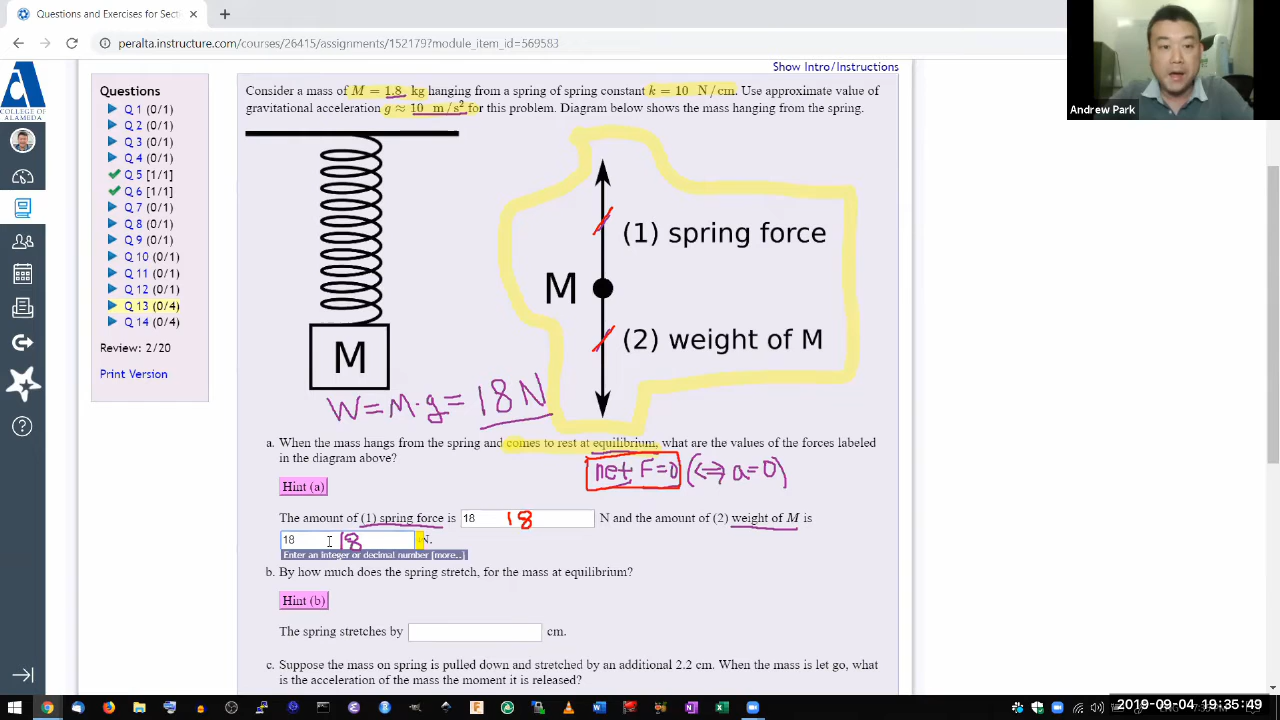 Questions and Exercises for Sect
peralta.instructure.com/courses/26415/assignments/152179?module_item_id=569583
Andrew Park
Show Intro/Instructions
COLLEGE OF
ALAMEDA
Questions
Q 1 (0/1)
Q 2 (0/1)
Q 3 (0/1)
Q 4 (0/1)
Q 5 [1/1]
Q 6 [1/1]
Q 7 (0/1)
Q 8 (0/1)
Q 9 (0/1)
Q 10 (0/1)
Q 11 (0/1)
Q 12 (0/1)
Q 13 (0/4)
Q 14 (0/4)
Review: 2/20
Print Version
Consider a mass of M = 1.8 kg hanging from a spring of spring constant k = 10 N/cm. Use approximate value of
gravitational acceleration g ≈ 10 m/s² for this problem. Diagram below shows the mass hanging from the spring.
(1) spring force
M
(2) weight of M
M
W = M·g = 18 N
a. When the mass hangs from the spring and comes to rest at equilibrium, what are the values of the forces labeled
in the diagram above?
net F=0 (⇔ a=0)
Hint (a)
The amount of (1) spring force is 18 18 N and the amount of (2) weight of M is
18 18 N.
Enter an integer or decimal number [more..]
b. By how much does the spring stretch, for the mass at equilibrium?
Hint (b)
The spring stretches by cm.
c. Suppose the mass on spring is pulled down and stretched by an additional 2.2 cm. When the mass is let go, what
is the acceleration of the mass the moment it is released?
2019-09-04 19:35:49